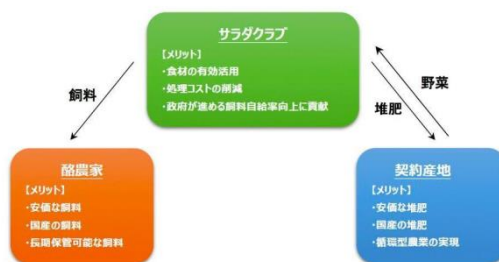 サラダクラブ
【メリット】
・食材の有効活用
・処理コストの削減
・政府が進める飼料自給率向上に貢献
飼料
野菜
堆肥
酪農家
【メリット】
・安価な飼料
・国産の飼料
・長期保管可能な飼料
契約産地
【メリット】
・安価な堆肥
・国産の堆肥
・循環型農業の実現